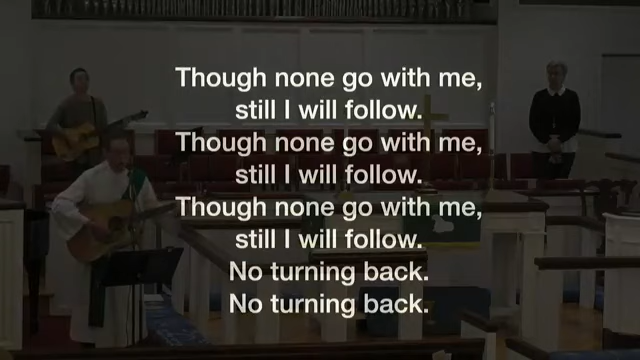 Though none go with me,
still I will follow.
Though none go with me,
still I will follow.
Though none go with me,
still I will follow.
No turning back.
No turning back.